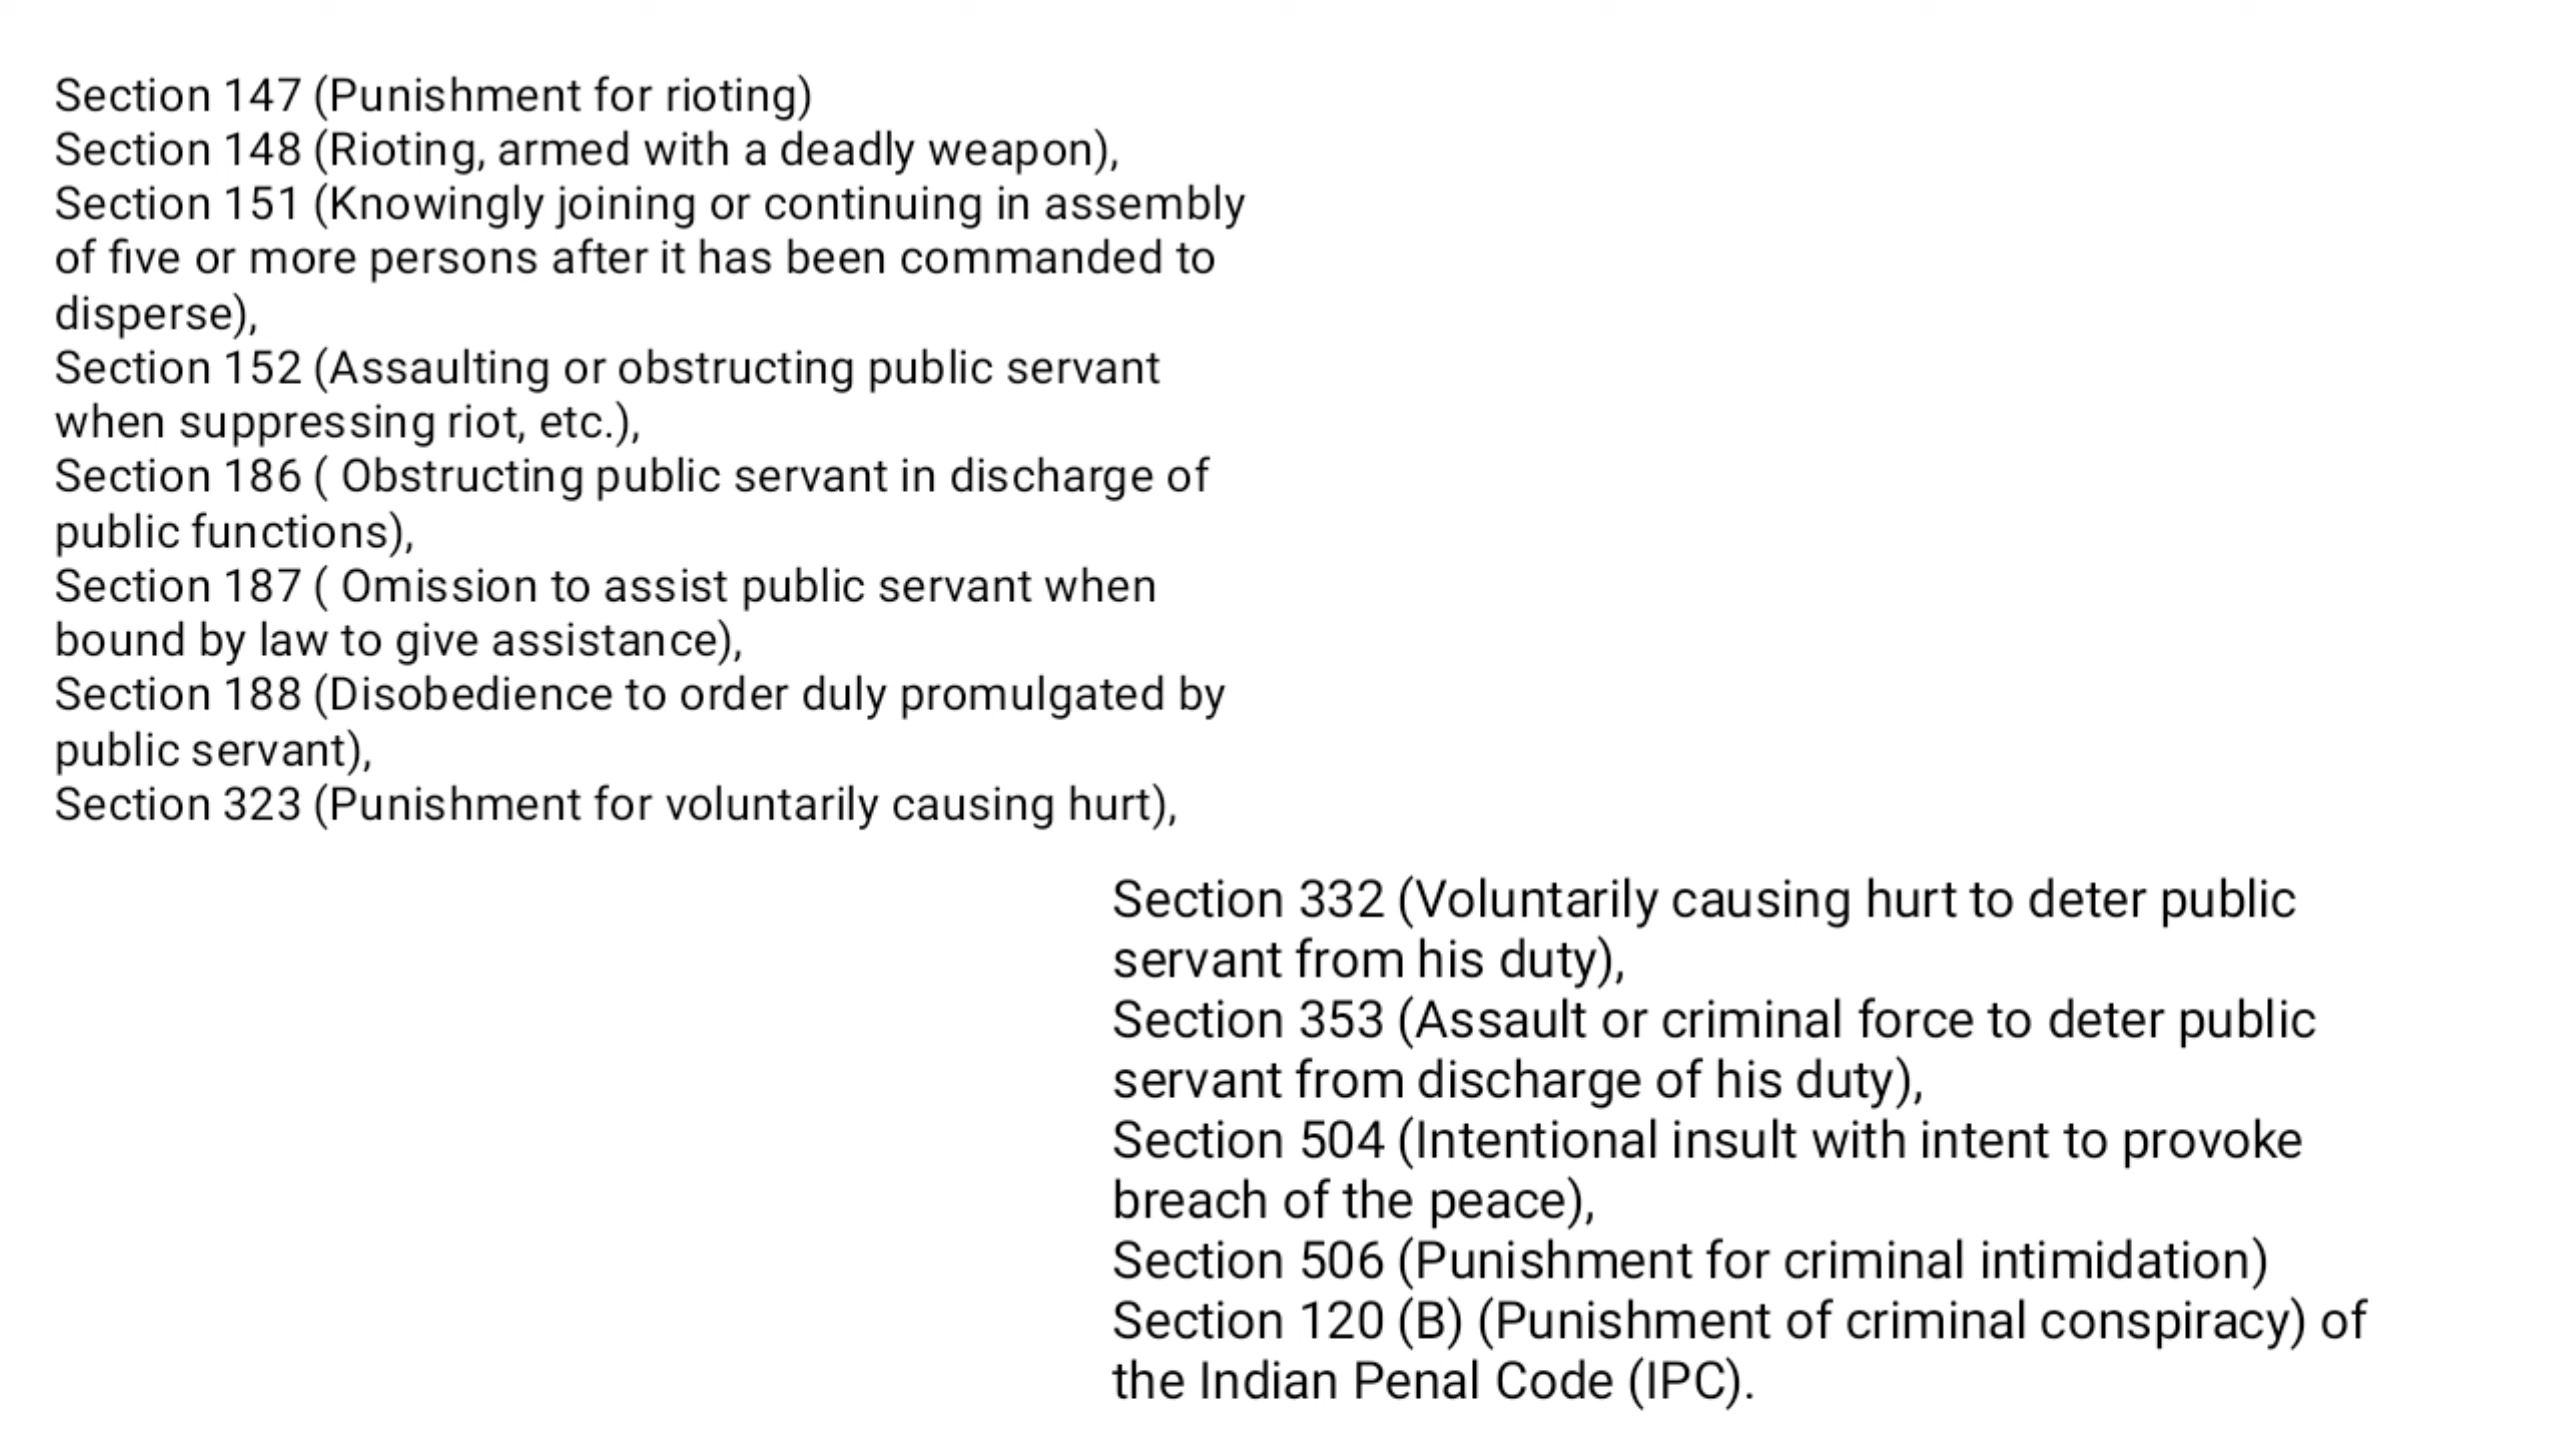 Section 147 (Punishment for rioting)
Section 148 (Rioting, armed with a deadly weapon),
Section 151 (Knowingly joining or continuing in assembly
of five or more persons after it has been commanded to
disperse),
Section 152 (Assaulting or obstructing public servant
when suppressing riot, etc.),
Section 186 ( Obstructing public servant in discharge of
public functions),
Section 187 ( Omission to assist public servant when
bound by law to give assistance),
Section 188 (Disobedience to order duly promulgated by
public servant),
Section 323 (Punishment for voluntarily causing hurt),
Section 332 (Voluntarily causing hurt to deter public
servant from his duty),
Section 353 (Assault or criminal force to deter public
servant from discharge of his duty),
Section 504 (Intentional insult with intent to provoke
breach of the peace),
Section 506 (Punishment for criminal intimidation)
Section 120 (B) (Punishment of criminal conspiracy) of
the Indian Penal Code (IPC).